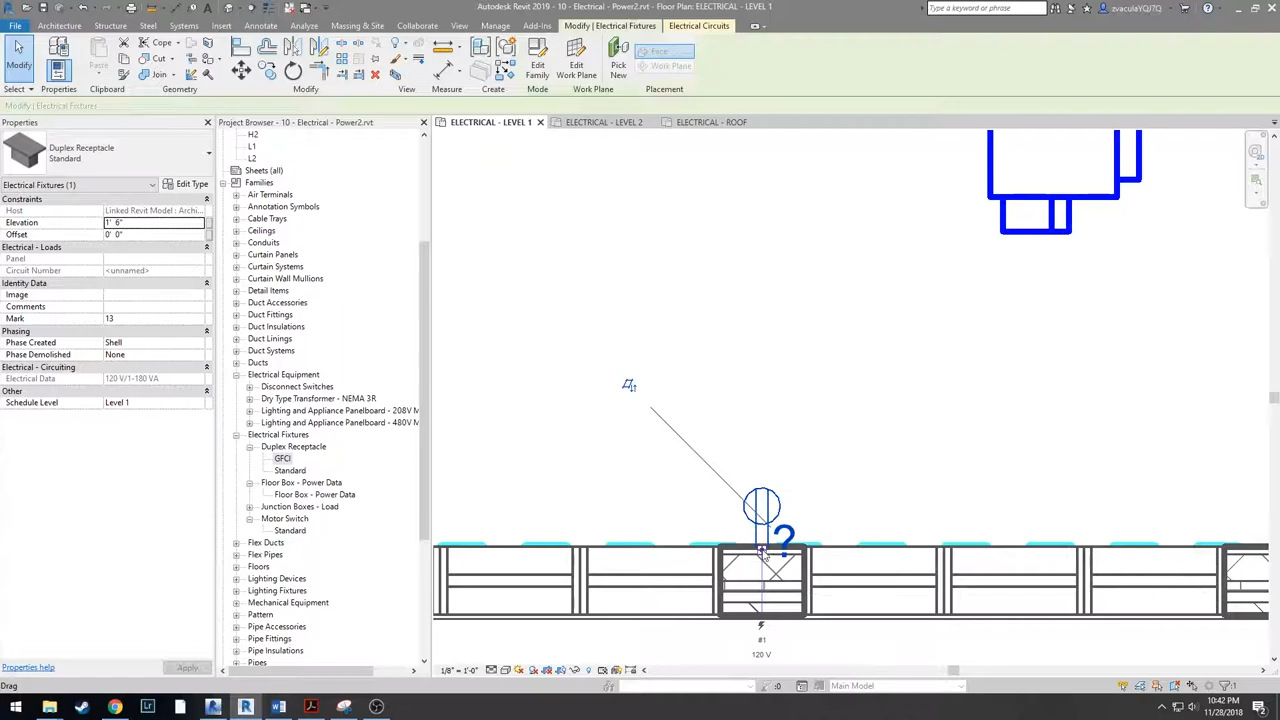 Autodesk Revit 2019 - 10 - Electrical - Power2.rvt - Floor Plan: ELECTRICAL - LEVEL 1
Type a keyword or phrase
zvaculaYQJ7Q
File Architecture Structure Steel Systems Insert Annotate Analyze Massing & Site Collaborate View Manage Add-Ins Modify | Electrical Fixtures Electrical Circuits
Modify
Paste
Cope
Cut
Join
Edit Family
Edit Work Plane
Pick New
Face
Work Plane
Select Properties Clipboard Geometry Modify View Measure Create Mode Work Plane Placement
Modify | Electrical Fixtures
Properties
Project Browser - 10 - Electrical - Power2.rvt
ELECTRICAL - LEVEL 1
ELECTRICAL - LEVEL 2
ELECTRICAL - ROOF
Duplex Receptacle
Standard
Electrical Fixtures (1)
Edit Type
Constraints
Host Linked Revit Model : Archi...
Elevation 1' 6"
Offset 0' 0"
Electrical - Loads
Panel
Circuit Number <unnamed>
Identity Data
Image
Comments
Mark 13
Phasing
Phase Created Shell
Phase Demolished None
Electrical - Circuiting
Electrical Data 120 V/1-180 VA
Other
Schedule Level Level 1
Properties help
Apply
H2
L1
L2
Sheets (all)
Families
Air Terminals
Annotation Symbols
Cable Trays
Ceilings
Conduits
Curtain Panels
Curtain Systems
Curtain Wall Mullions
Detail Items
Duct Accessories
Duct Fittings
Duct Insulations
Duct Linings
Duct Systems
Ducts
Electrical Equipment
Disconnect Switches
Dry Type Transformer - NEMA 3R
Lighting and Appliance Panelboard - 208V M
Lighting and Appliance Panelboard - 480V M
Electrical Fixtures
Duplex Receptacle
GFCI
Standard
Floor Box - Power Data
Floor Box - Power Data
Junction Boxes - Load
Motor Switch
Standard
Flex Ducts
Flex Pipes
Floors
Lighting Devices
Lighting Fixtures
Mechanical Equipment
Pattern
Pipe Accessories
Pipe Fittings
Pipe Insulations
Pipes
?
#1
120 V
1/8" = 1'-0"
Drag
:0
Main Model
:1
10:42 PM
11/28/2018